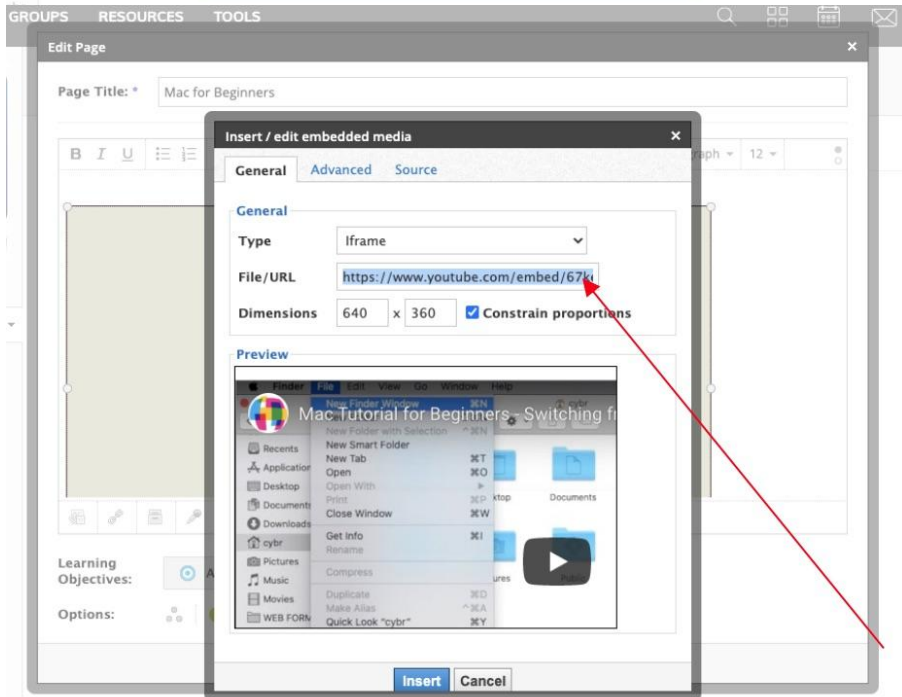 GROUPS RESOURCES TOOLS
Edit Page ×
Page Title: * Mac for Beginners
Insert / edit embedded media ×
B I U 12
General Advanced Source
General
Type Iframe
File/URL https://www.youtube.com/embed/67k
Dimensions 640 x 360 Constrain proportions
Preview
Finder File Edit View Go Window Help
New Finder Window ⌘N cybr
Mac Tutorial for Beginners - Switching fr
New Folder with Selection ^⌘N
Recents New Smart Folder
Application New Tab ⌘T
Desktop Open ⌘O
Open With
Documents Print ⌘P Documents
Downloads Close Window ⌘W
cybr Get Info ⌘I
Pictures Rename
Music Compress
Movies Duplicate ⌘D
Make Alias ^⌘A
WEB FORM Quick Look "cybr" ⌘Y
Learning
Objectives:
Options:
Insert Cancel